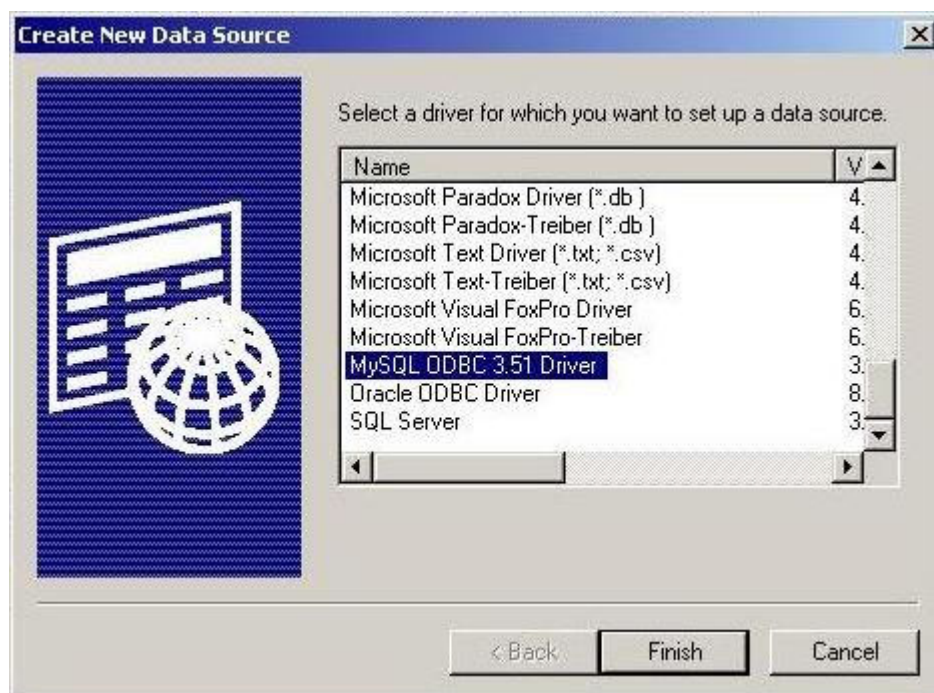 Create New Data Source
Select a driver for which you want to set up a data source.
Name V
Microsoft Paradox Driver (*.db ) 4.
Microsoft Paradox-Treiber (*.db ) 4.
Microsoft Text Driver (*.txt; *.csv) 4.
Microsoft Text-Treiber (*.txt; *.csv) 4.
Microsoft Visual FoxPro Driver 6.
Microsoft Visual FoxPro-Treiber 6.
MySQL ODBC 3.51 Driver 3.
Oracle ODBC Driver 8.
SQL Server 3.
< Back Finish Cancel